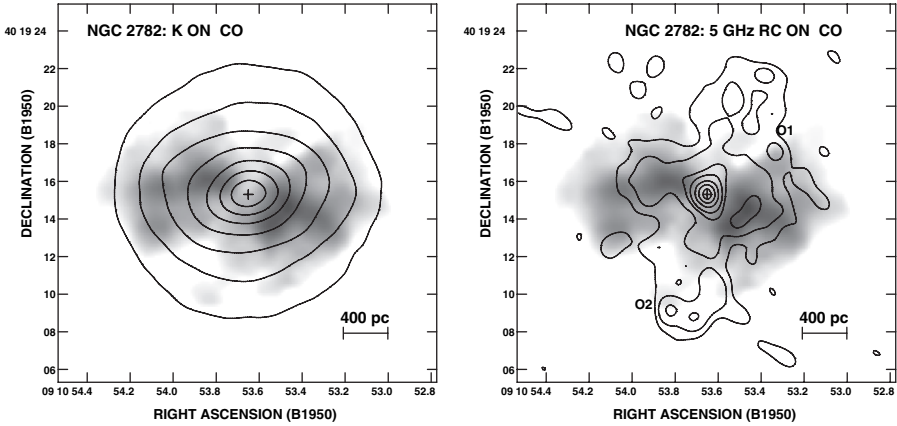 NGC 2782: K ON CO
40 19 24
22
20
18
16
14
12
10
08
06
DECLINATION (B1950)
400 pc
09 10 54.4 54.2 54.0 53.8 53.6 53.4 53.2 53.0 52.8
RIGHT ASCENSION (B1950)
NGC 2782: 5 GHz RC ON CO
40 19 24
22
20
18
16
14
12
10
08
06
DECLINATION (B1950)
O1
O2
400 pc
09 10 54.4 54.2 54.0 53.8 53.6 53.4 53.2 53.0 52.8
RIGHT ASCENSION (B1950)